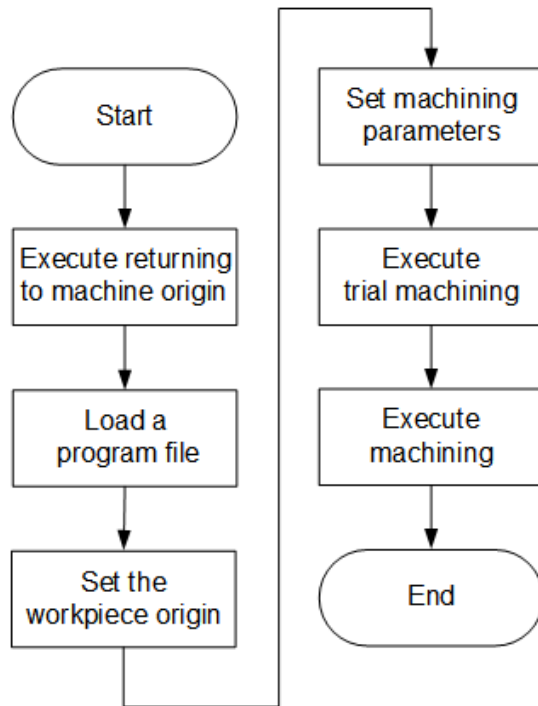 Start
Execute returning
to machine origin
Load a
program file
Set the
workpiece origin
Set machining
parameters
Execute
trial machining
Execute
machining
End